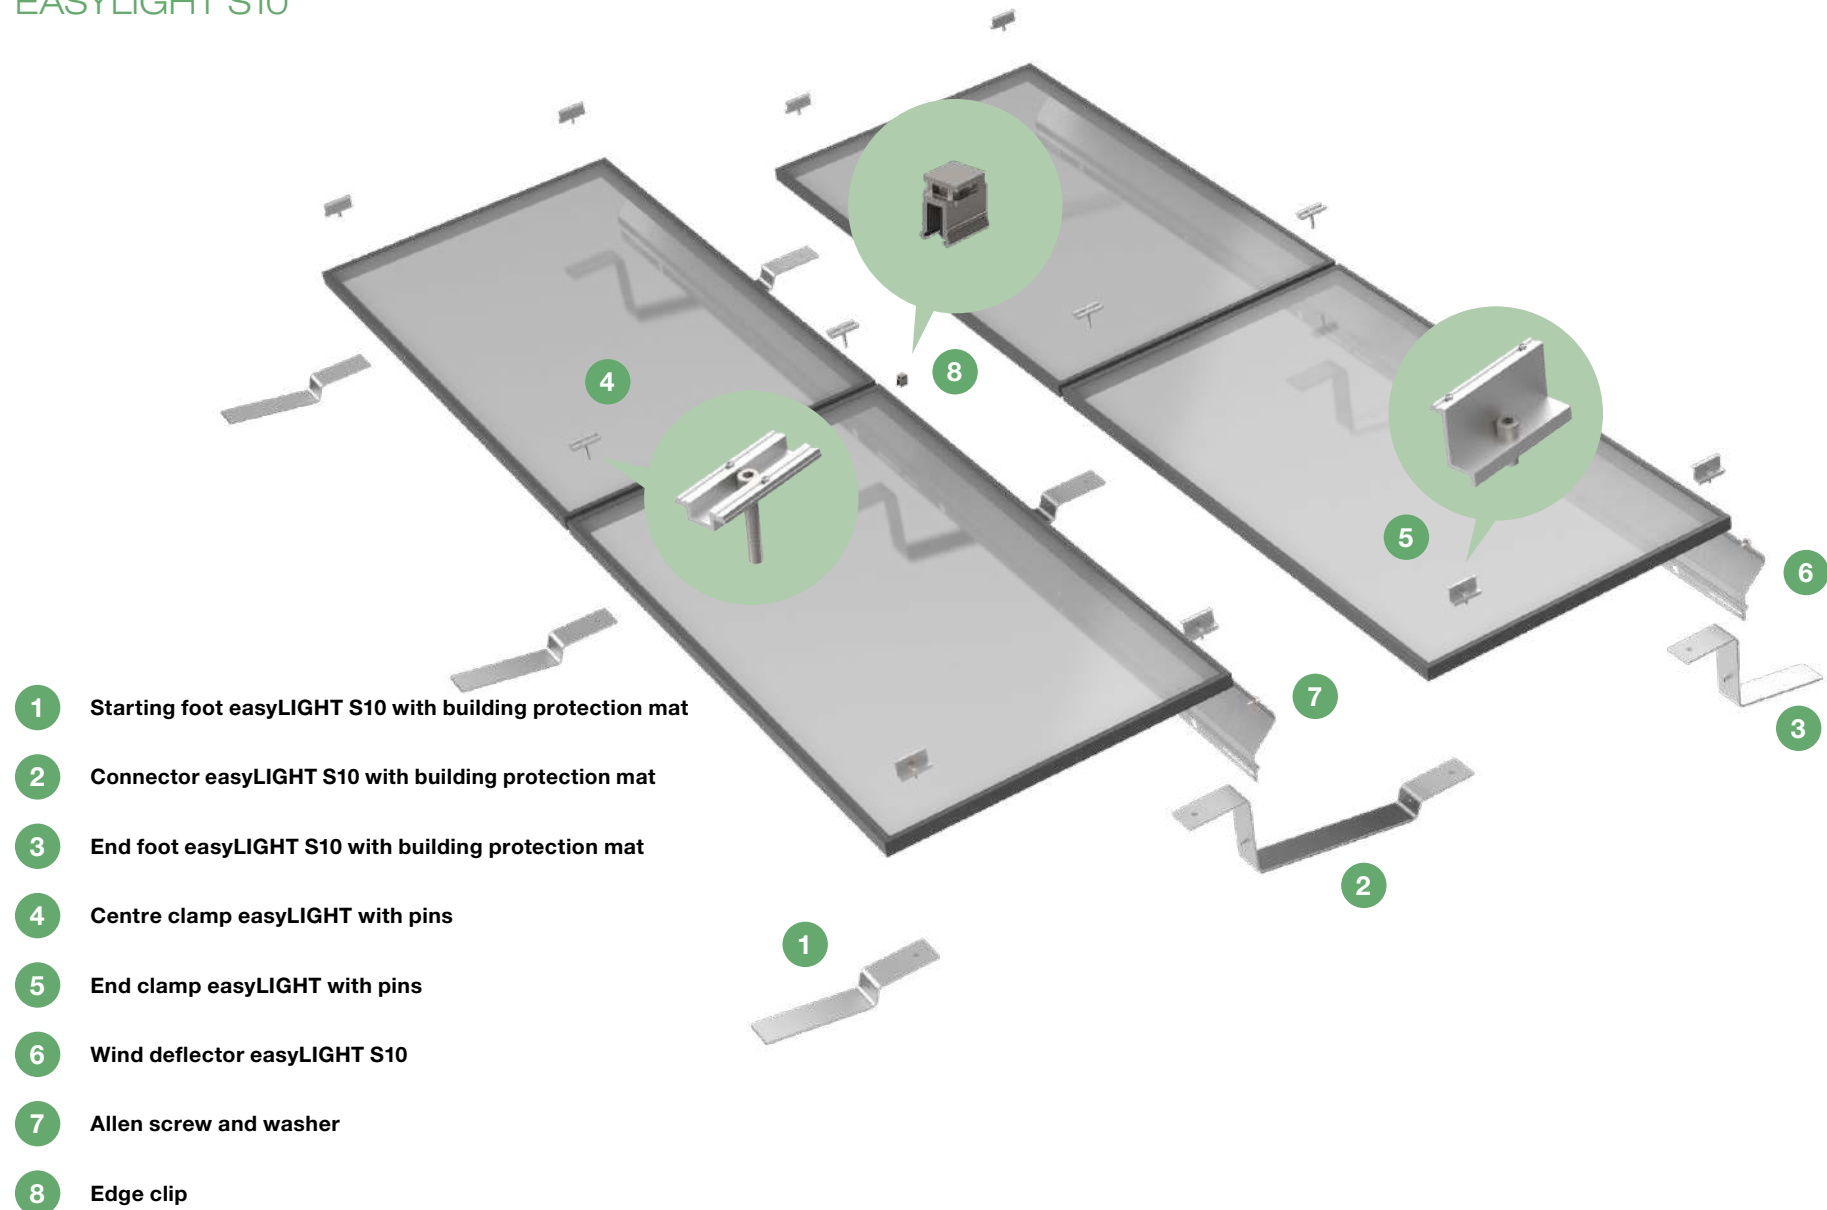 EASYLIGHT S10
8
4
5
6
7
3
2
1
1 Starting foot easyLIGHT S10 with building protection mat
2 Connector easyLIGHT S10 with building protection mat
3 End foot easyLIGHT S10 with building protection mat
4 Centre clamp easyLIGHT with pins
5 End clamp easyLIGHT with pins
6 Wind deflector easyLIGHT S10
7 Allen screw and washer
8 Edge clip